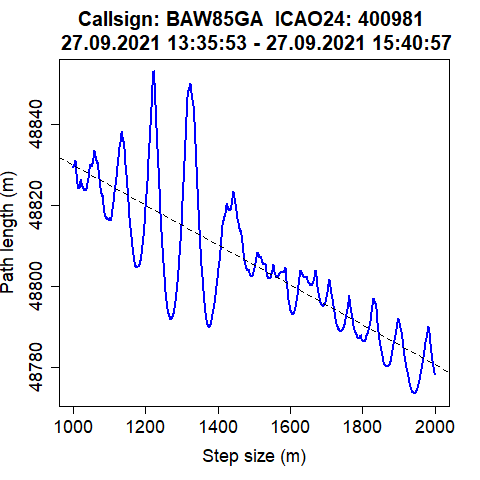 Callsign: BAW85GA  ICAO24: 400981
27.09.2021 13:35:53 - 27.09.2021 15:40:57
Path length (m)
48840
48820
48800
48780
1000 1200 1400 1600 1800 2000
Step size (m)